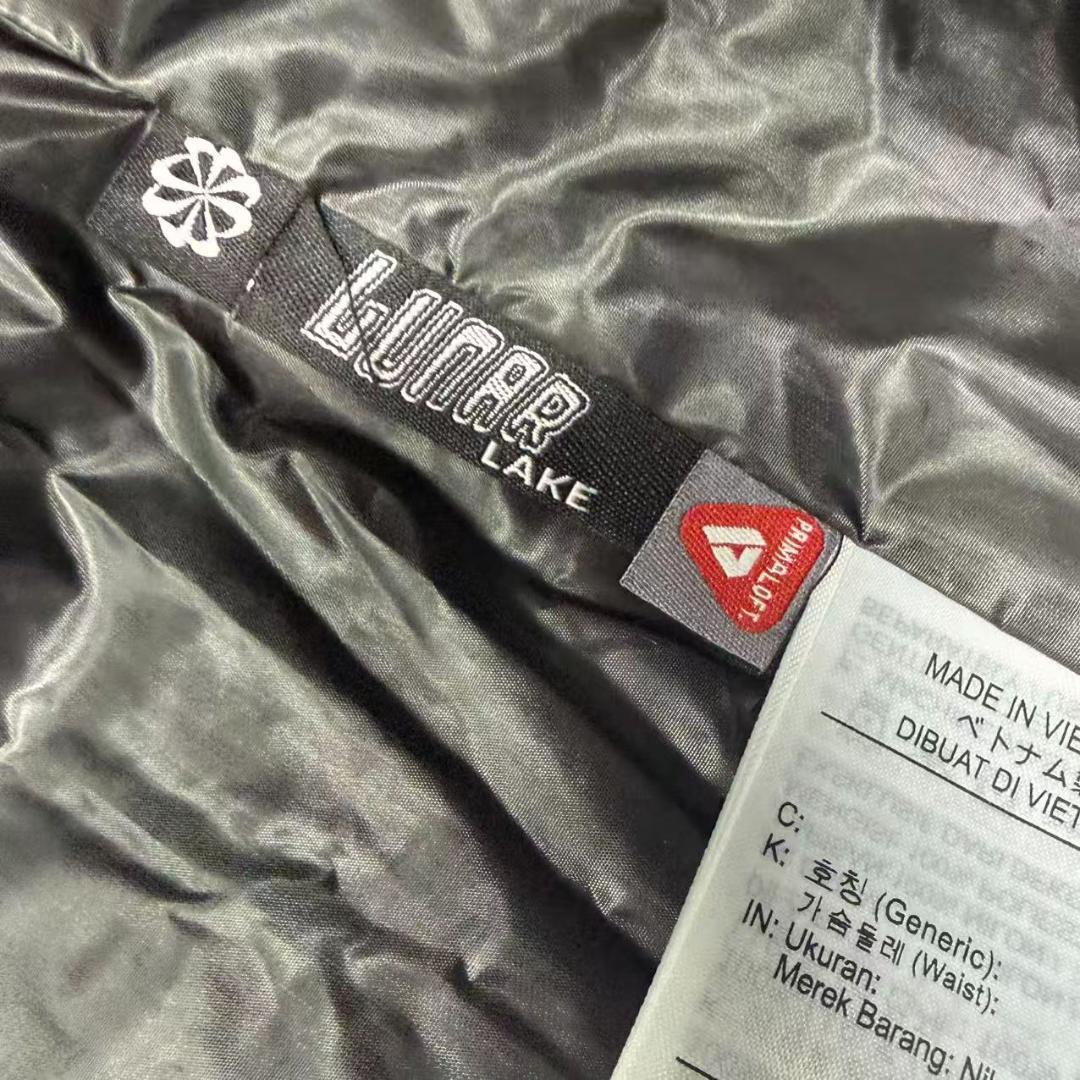 LUNAR
LAKE
PRIMALOFT
MADE IN VIE
ベトナム製
DIBUAT DI VIET
C:
K: 호칭 (Generic):
가슴둘레 (Waist):
IN: Ukuran:
Merek Barang: Ni